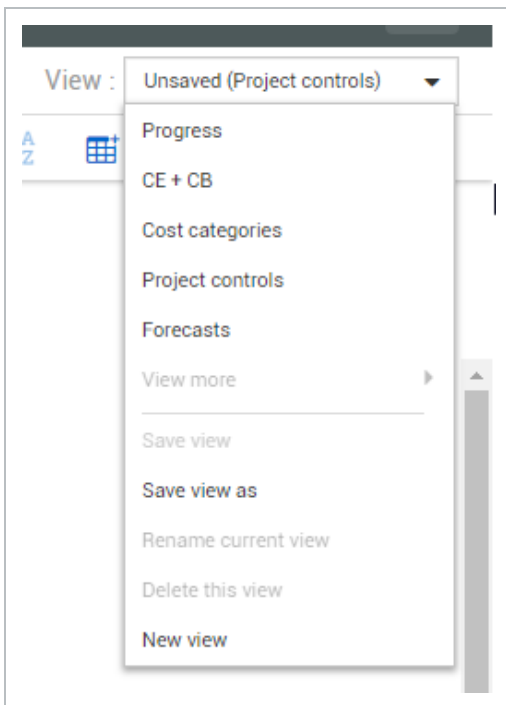 View :
Unsaved (Project controls)
A
Z
Progress
CE + CB
Cost categories
Project controls
Forecasts
View more
Save view
Save view as
Rename current view
Delete this view
New view